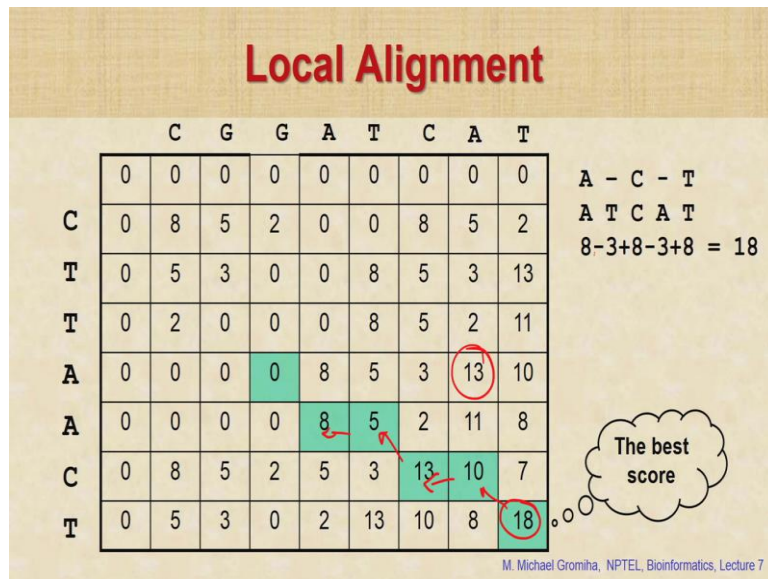 Local Alignment
C G G A T C A T
0 0 0 0 0 0 0 0 0
C 0 8 5 2 0 0 8 5 2
T 0 5 3 0 0 8 5 3 13
T 0 2 0 0 0 8 5 2 11
A 0 0 0 0 8 5 3 13 10
A 0 0 0 0 8 5 2 11 8
C 0 8 5 2 5 3 13 10 7
T 0 5 3 0 2 13 10 8 18
A - C - T
A T C A T
8-3+8-3+8 = 18
The best
score
M. Michael Gromiha, NPTEL, Bioinformatics, Lecture 7